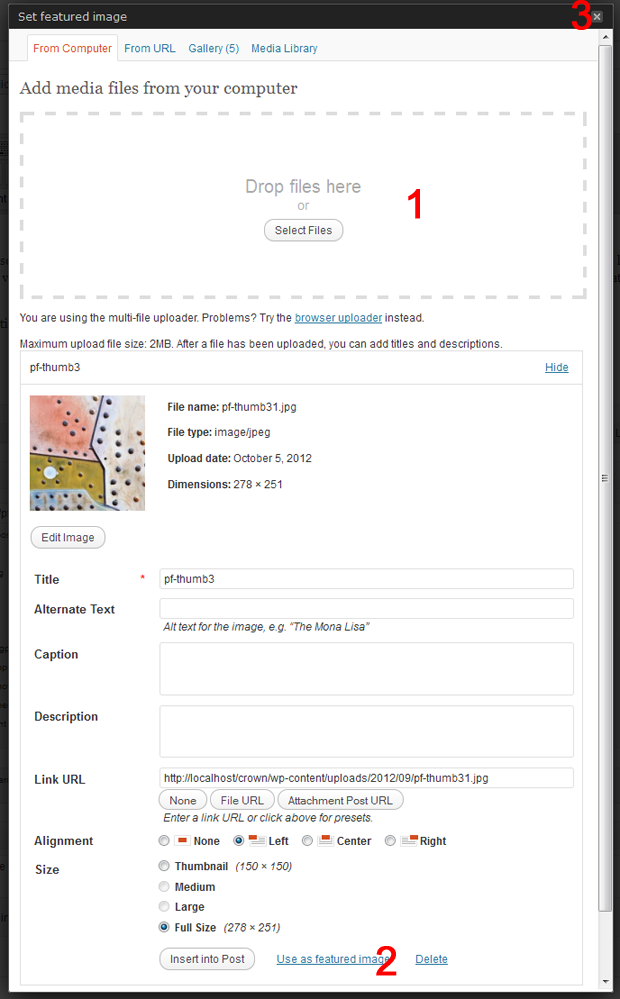 Set featured image
3
From Computer From URL Gallery (5) Media Library
Add media files from your computer
Drop files here
1
or
Select Files
You are using the multi-file uploader. Problems? Try the browser uploader instead.
Maximum upload file size: 2MB. After a file has been uploaded, you can add titles and descriptions.
pf-thumb3 Hide
File name: pf-thumb31.jpg
File type: image/jpeg
Upload date: October 5, 2012
Dimensions: 278 × 251
Edit Image
Title * pf-thumb3
Alternate Text
Alt text for the image, e.g. “The Mona Lisa”
Caption
Description
Link URL http://localhost/crown/wp-content/uploads/2012/09/pf-thumb31.jpg
None File URL Attachment Post URL
Enter a link URL or click above for presets.
Alignment None Left Center Right
Size Thumbnail (150 × 150)
Medium
Large
Full Size (278 × 251)
Insert into Post Use as featured image 2 Delete